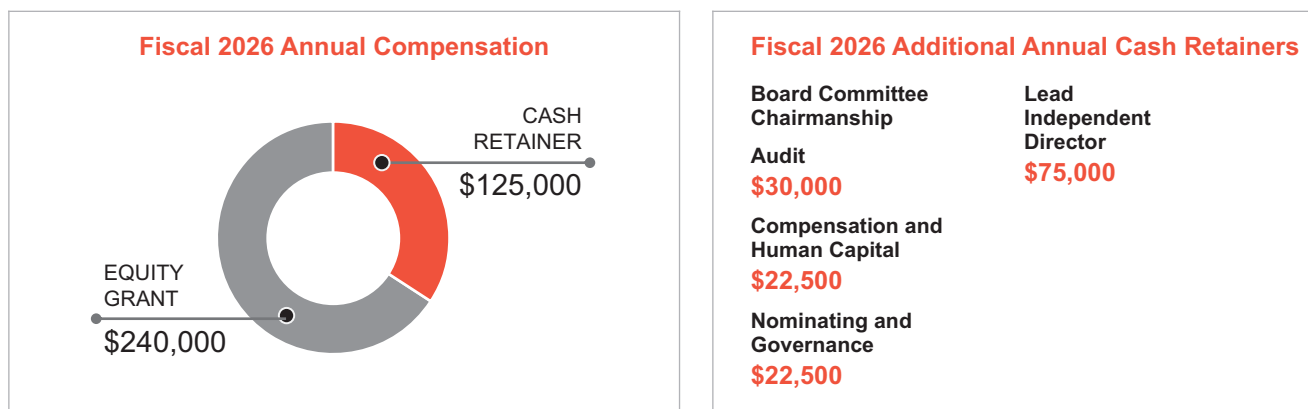 Fiscal 2026 Annual Compensation
CASH
RETAINER
$125,000
EQUITY
GRANT
$240,000
Fiscal 2026 Additional Annual Cash Retainers
Board Committee
Chairmanship
Audit
$30,000
Compensation and
Human Capital
$22,500
Nominating and
Governance
$22,500
Lead
Independent
Director
$75,000